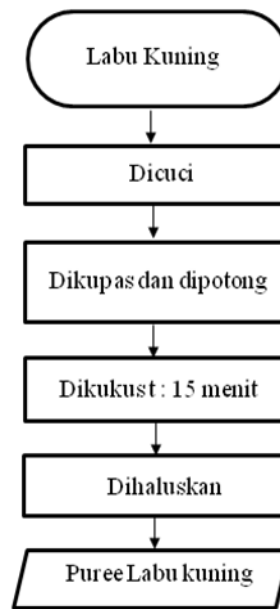 Labu Kuning
Dicuci
Dikupas dan dipotong
Dikukust : 15 menit
Dihaluskan
Puree Labu kuning